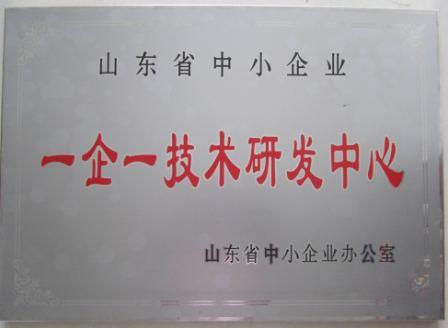 山东省中小企业
一企一技术研发中心
山东省中小企业办公室